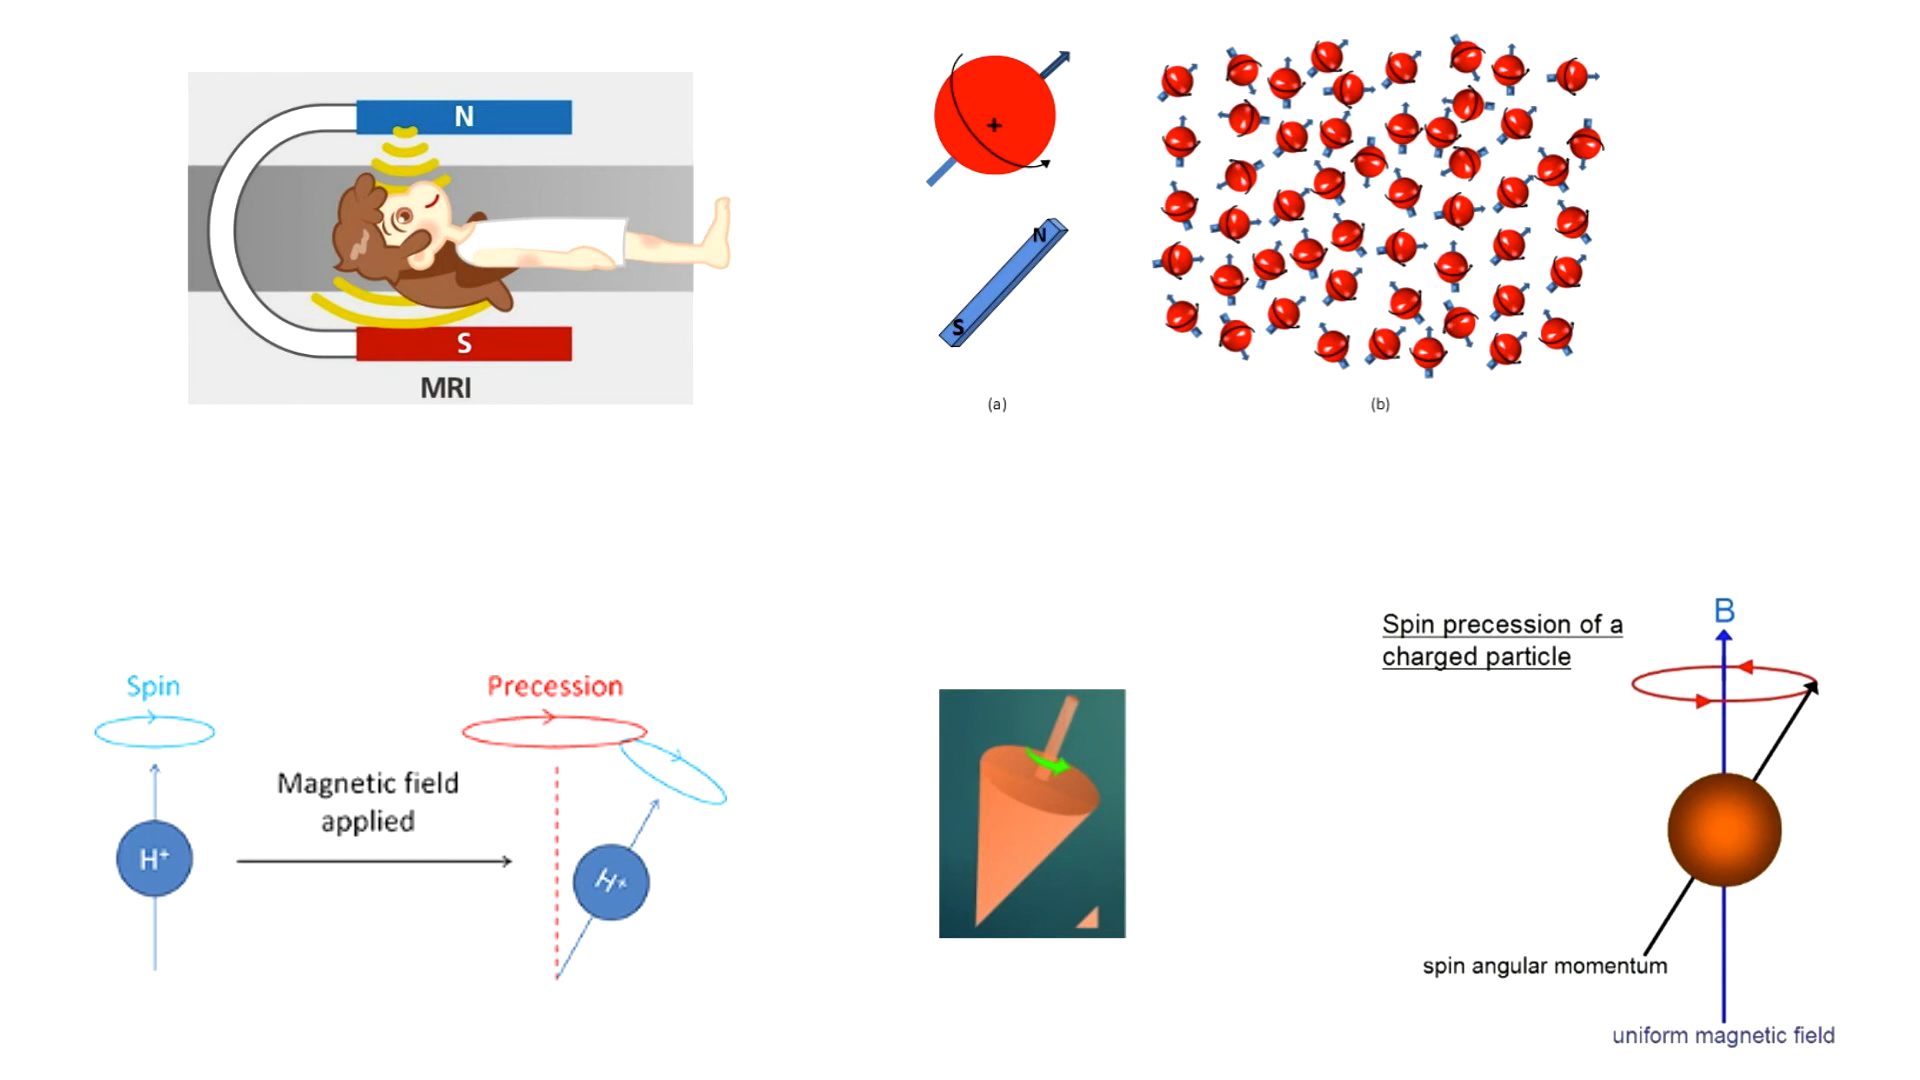 N
S
MRI
+
N
S
(a)
(b)
Spin
Magnetic field
applied
H+
Precession
H+
Spin precession of a
charged particle
B
spin angular momentum
uniform magnetic field